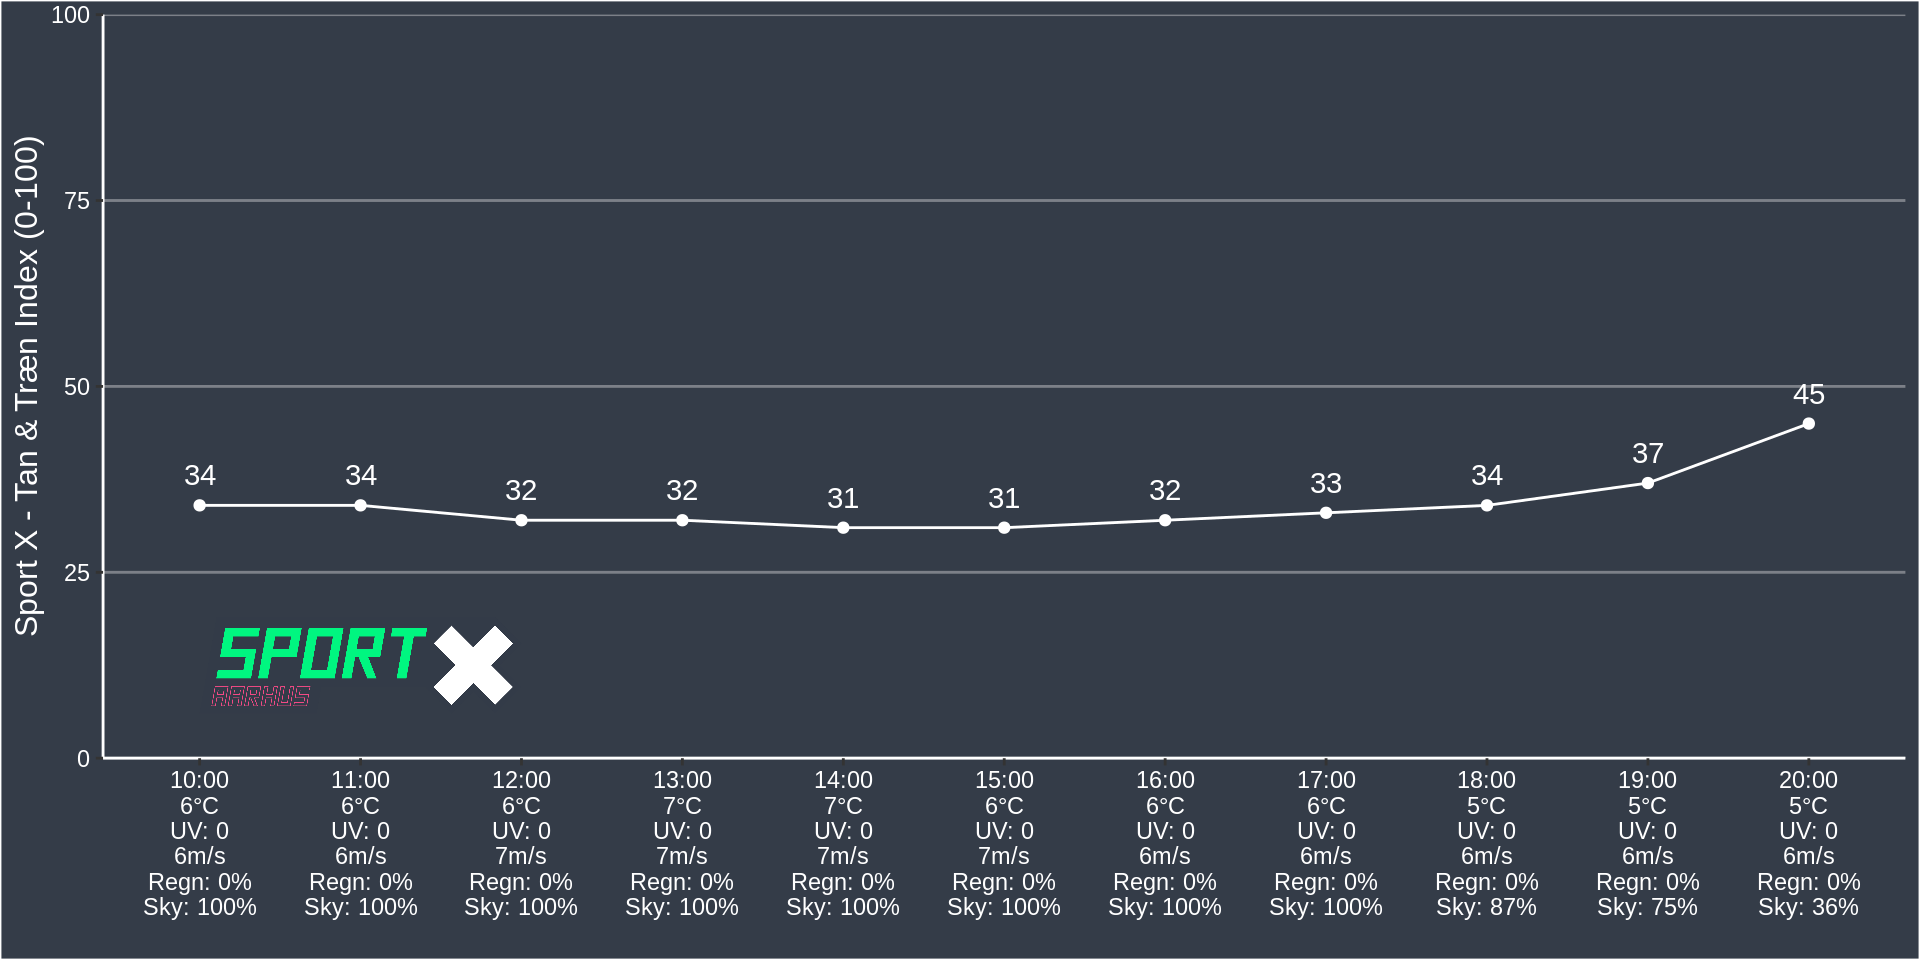 100
75
50
25
0
Sport X - Tan & Træn Index (0-100)
34
34
32
32
31
31
32
33
34
37
45
SPORT X
AARHUS
10:00 11:00 12:00 13:00 14:00 15:00 16:00 17:00 18:00 19:00 20:00
6°C 6°C 6°C 7°C 7°C 6°C 6°C 6°C 5°C 5°C 5°C
UV: 0 UV: 0 UV: 0 UV: 0 UV: 0 UV: 0 UV: 0 UV: 0 UV: 0 UV: 0 UV: 0
6m/s 6m/s 7m/s 7m/s 7m/s 7m/s 6m/s 6m/s 6m/s 6m/s 6m/s
Regn: 0% Regn: 0% Regn: 0% Regn: 0% Regn: 0% Regn: 0% Regn: 0% Regn: 0% Regn: 0% Regn: 0% Regn: 0%
Sky: 100% Sky: 100% Sky: 100% Sky: 100% Sky: 100% Sky: 100% Sky: 100% Sky: 100% Sky: 87% Sky: 75% Sky: 36%